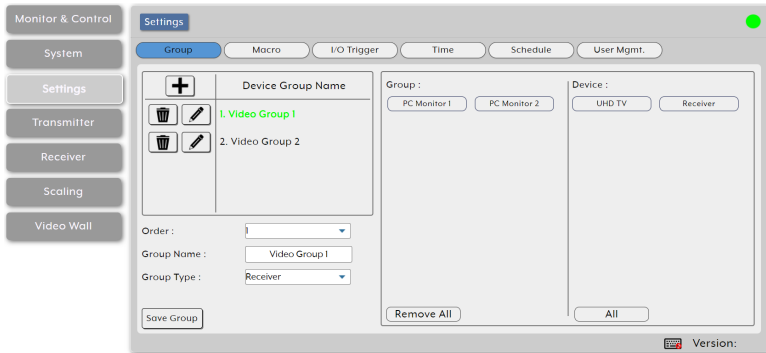 Monitor & Control
System
Settings
Transmitter
Receiver
Scaling
Video Wall
Settings
Group Macro I/O Trigger Time Schedule User Mgmt.
Device Group Name
1. Video Group 1
2. Video Group 2
Order : 1
Group Name : Video Group 1
Group Type : Receiver
Save Group
Group :
PC Monitor 1 PC Monitor 2
Remove All
Device :
UHD TV Receiver
All
Version: